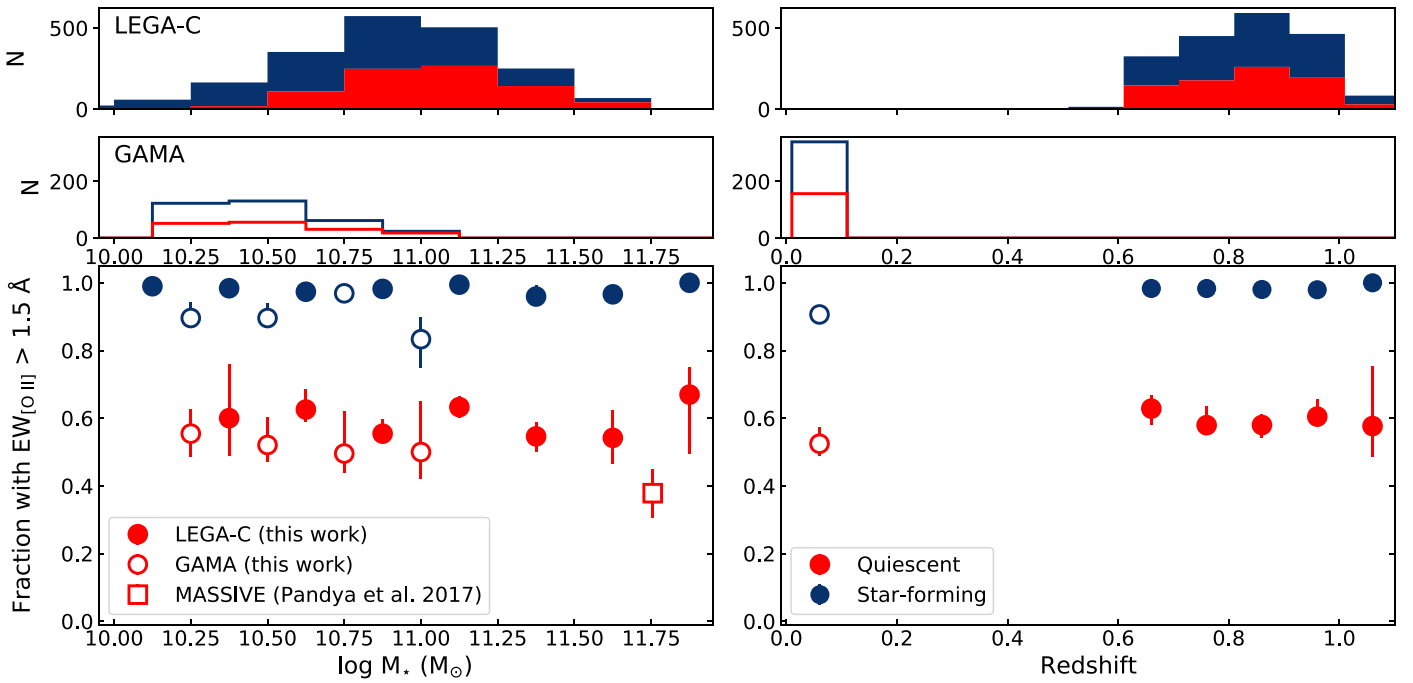 LEGA-C
N
500
0
500
0
GAMA
N
200
0
200
0
10.00 10.25 10.50 10.75 11.00 11.25 11.50 11.75
0.0 0.2 0.4 0.6 0.8 1.0
Fraction with EW[O II] > 1.5 Å
1.0
0.8
0.6
0.4
0.2
0.0
LEGA-C (this work)
GAMA (this work)
MASSIVE (Pandya et al. 2017)
10.00 10.25 10.50 10.75 11.00 11.25 11.50 11.75
log M⋆ (M⊙)
1.0
0.8
0.6
0.4
0.2
0.0
Quiescent
Star-forming
0.0 0.2 0.4 0.6 0.8 1.0
Redshift